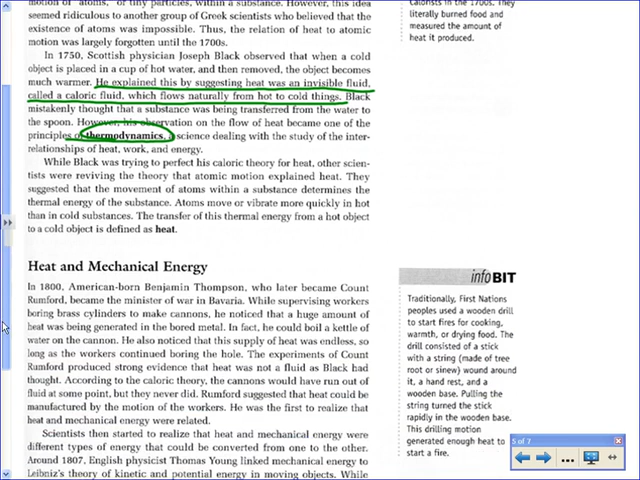 motion of "atoms," or tiny particles, within a substance. However, this idea
seemed ridiculous to another group of Greek scientists who believed that the
existence of atoms was impossible. Thus, the relation of heat to atomic
motion was largely forgotten until the 1700s.
In 1750, Scottish physician Joseph Black observed that when a cold
object is placed in a cup of hot water, and then removed, the object becomes
much warmer. He explained this by suggesting heat was an invisible fluid,
called a caloric fluid, which flows naturally from hot to cold things. Black
mistakenly thought that a substance was being transferred from the water to
the spoon. However, his observation on the flow of heat became one of the
principles of thermodynamics, a science dealing with the study of the inter-
relationships of heat, work, and energy.
While Black was trying to perfect his caloric theory for heat, other scien-
tists were reviving the theory that atomic motion explained heat. They
suggested that the movement of atoms within a substance determines the
thermal energy of the substance. Atoms move or vibrate more quickly in hot
than in cold substances. The transfer of this thermal energy from a hot object
to a cold object is defined as heat.
Heat and Mechanical Energy
In 1800, American-born Benjamin Thompson, who later became Count
Rumford, became the minister of war in Bavaria. While supervising workers
boring brass cylinders to make cannons, he noticed that a huge amount of
heat was being generated in the bored metal. In fact, he could boil a kettle of
water on the cannon. He also noticed that this supply of heat was endless, so
long as the workers continued boring the hole. The experiments of Count
Rumford produced strong evidence that heat was not a fluid as Black had
thought. According to the caloric theory, the cannons would have run out of
fluid at some point, but they never did. Rumford suggested that heat could be
manufactured by the motion of the workers. He was the first to realize that
heat and mechanical energy were related.
Scientists then started to realize that heat and mechanical energy were
different types of energy that could be converted from one to the other.
Around 1807, English physicist Thomas Young linked mechanical energy to
Leibniz's theory of kinetic and potential energy in moving objects. While
Calorists in the 1700s. They
literally burned food and
measured the amount of
heat it produced.
infoBIT
Traditionally, First Nations
peoples used a wooden drill
to start fires for cooking,
warmth, or drying food. The
drill consisted of a stick
with a string (made of tree
root or sinew) wound around
it, a hand rest, and a
wooden base. Pulling the
string turned the stick
rapidly in the wooden base.
This drilling motion
generated enough heat to
start a fire.
5 of 7